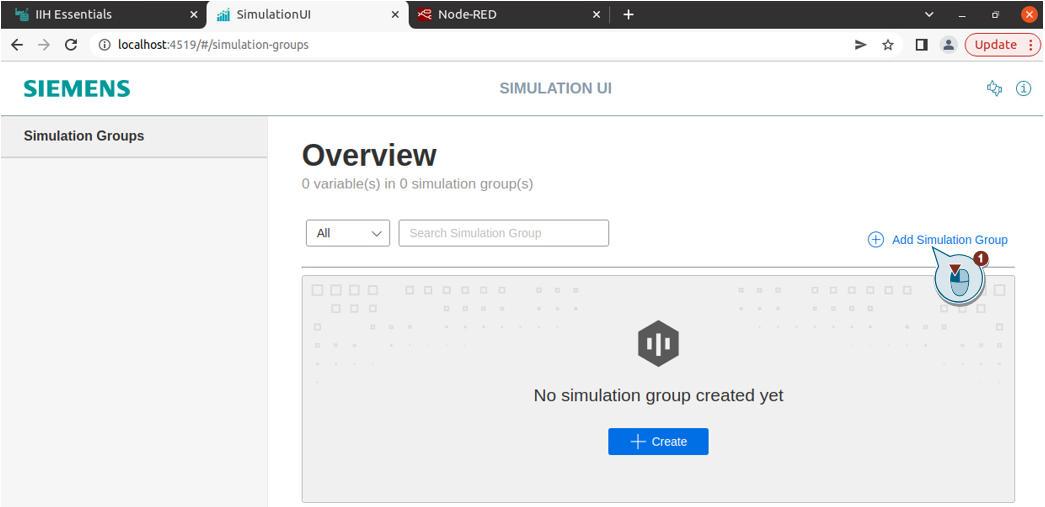 IIH Essentials
SimulationUI
Node-RED
localhost:4519/#/simulation-groups
Update
SIEMENS
SIMULATION UI
Simulation Groups
Overview
0 variable(s) in 0 simulation group(s)
All
Search Simulation Group
Add Simulation Group
1
No simulation group created yet
Create